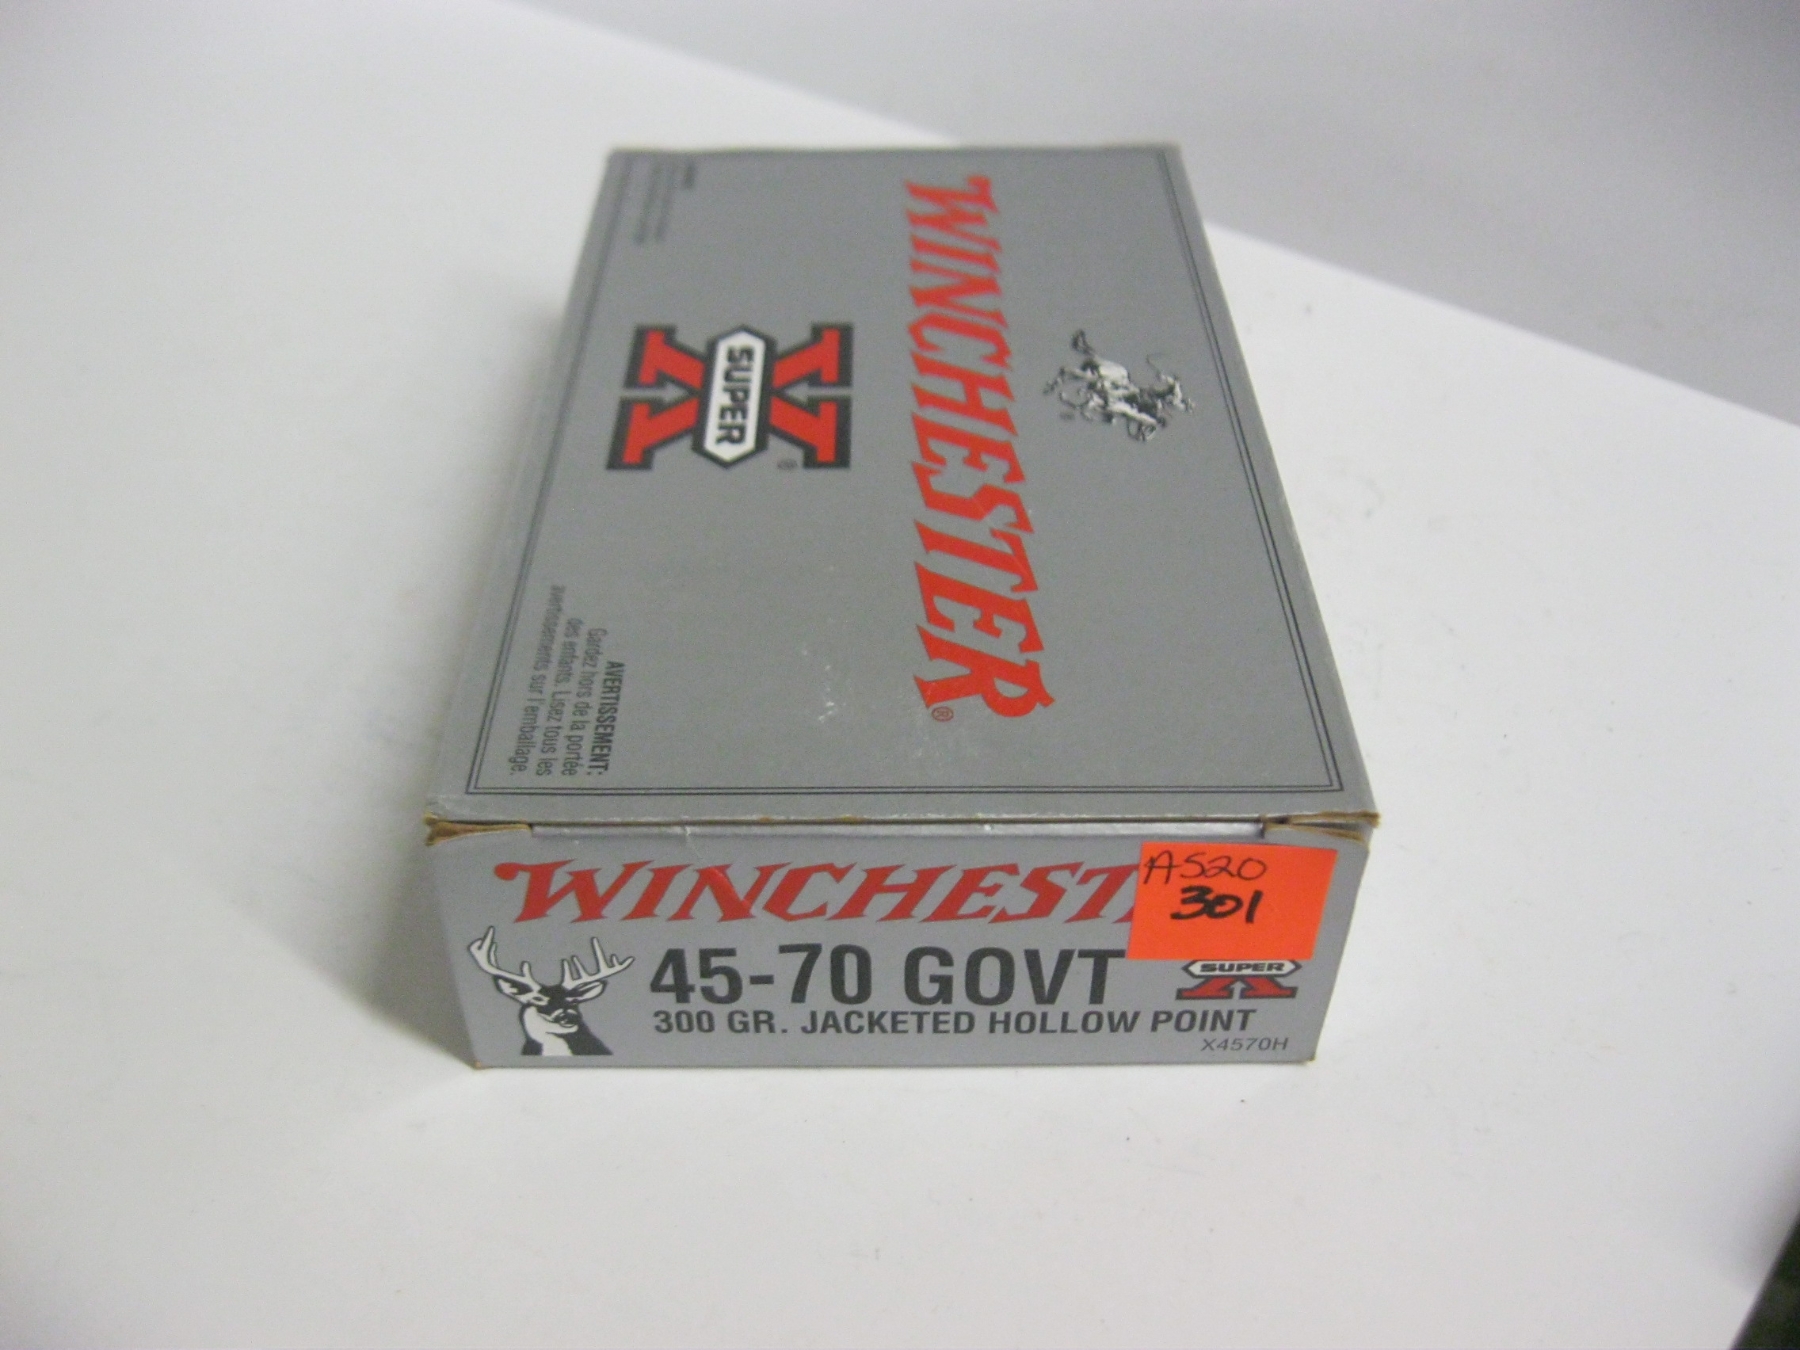 WINCHESTER®
SUPER X®
AVERTISSEMENT:
Gardez hors de la portée
des enfants. Lisez tous les
avertissements sur l'emballage.
WINCHEST
A520
301
45-70 GOVT
SUPER
X
300 GR. JACKETED HOLLOW POINT
X4570H